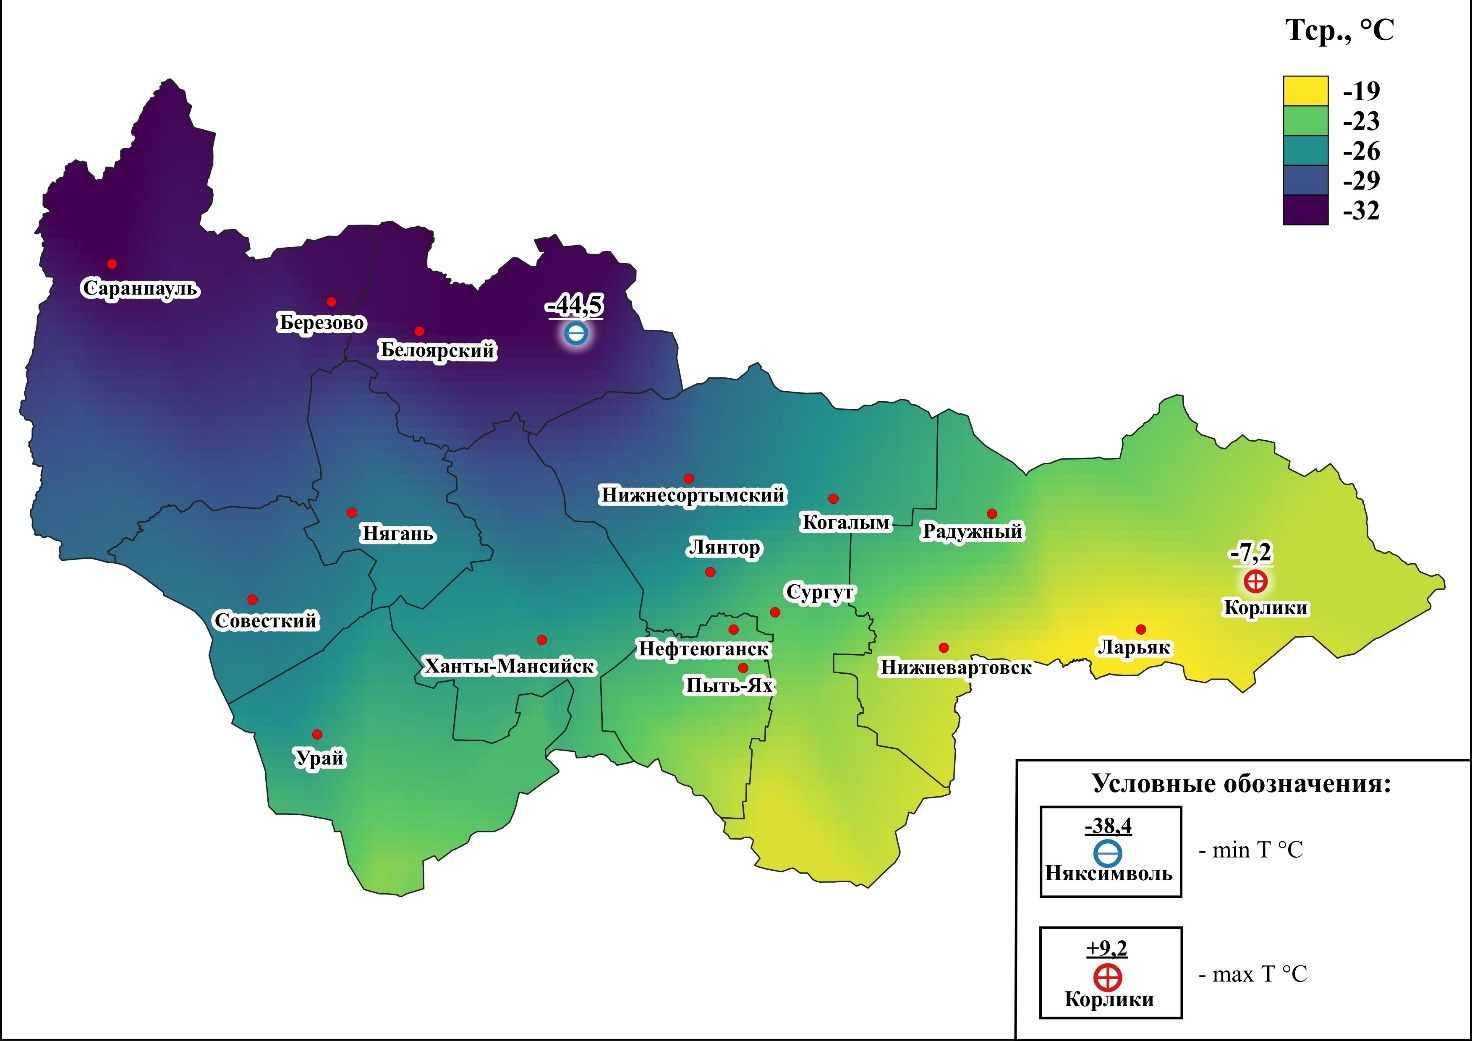 Тср., °C
-19
-23
-26
-29
-32
Саранпауль
Березово
Белоярский
-44,5
Нижнесортымский
Когалым
Радужный
Нягань
Лянтор
-7,2
Корлики
Сургут
Совесткий
Ханты-Мансийск
Нефтеюганск
Пыть-Ях
Нижневартовск
Ларьяк
Урай
Условные обозначения:
-38,4
Няксимволь
- min T °C
+9,2
Корлики
- max T °C